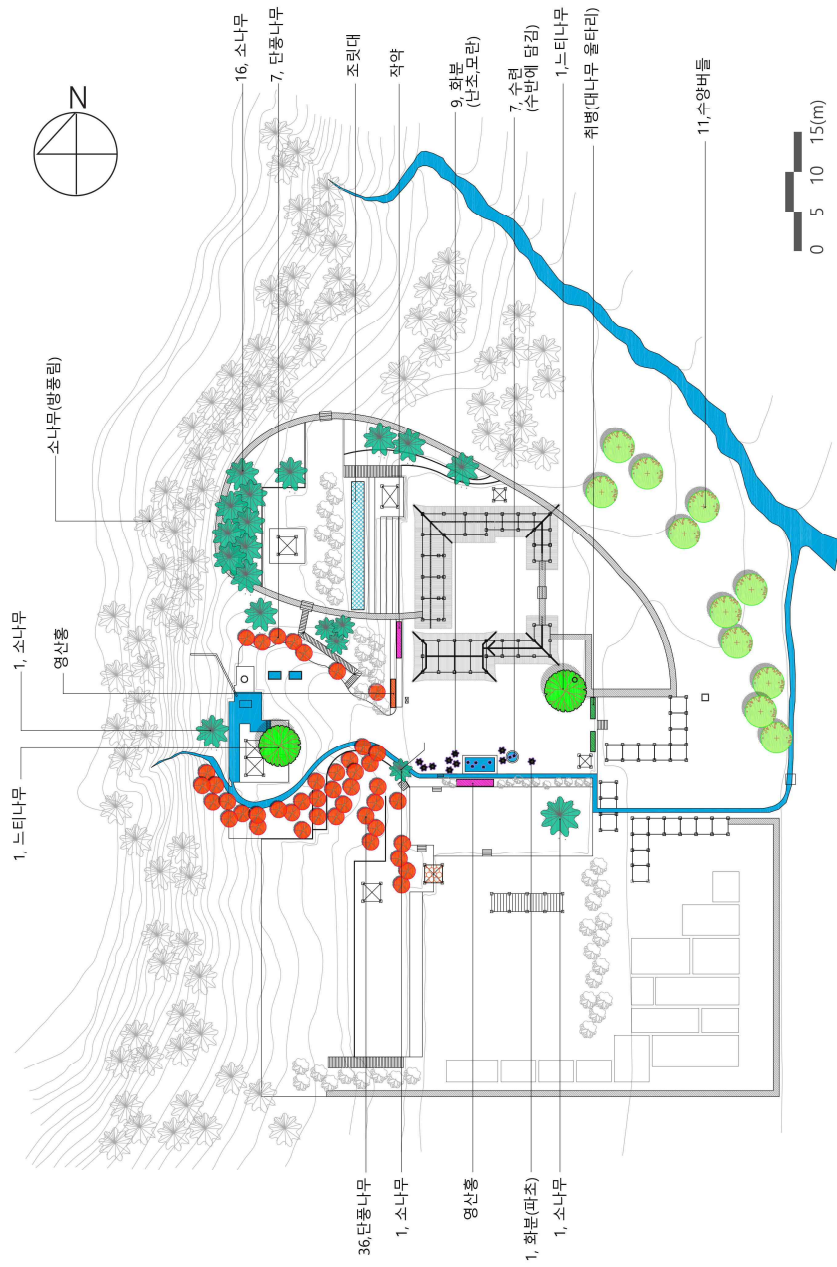 N
16, 소나무
7, 단풍나무
조릿대
작약
9, 화분
(난초,모란)
7, 수련
(수반에 담김)
1,느티나무
취병(대나무 울타리)
11,수양버들
0 5 10 15(m)
소나무(방풍림)
1, 소나무
영산홍
1, 느티나무
36,단풍나무
1, 소나무
영산홍
1, 화분(파초)
1, 소나무